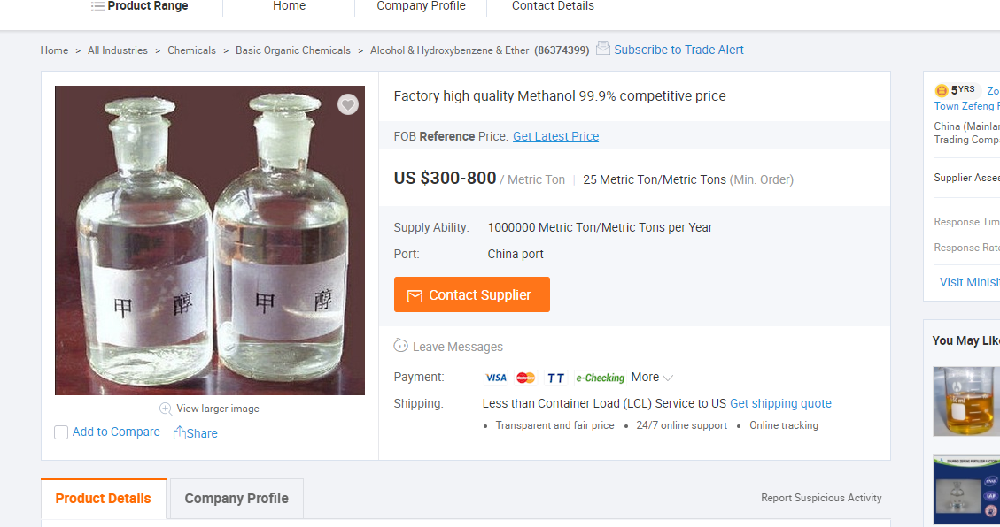 Product Range
Home
Company Profile
Contact Details
Home > All Industries > Chemicals > Basic Organic Chemicals > Alcohol & Hydroxybenzene & Ether (86374399) Subscribe to Trade Alert
甲 醇
甲 醇
View larger image
Add to Compare Share
Factory high quality Methanol 99.9% competitive price
FOB Reference Price: Get Latest Price
US $300-800 / Metric Ton | 25 Metric Ton/Metric Tons (Min. Order)
Supply Ability: 1000000 Metric Ton/Metric Tons per Year
Port: China port
Contact Supplier
Leave Messages
Payment: VISA MasterCard TT e-Checking More
Shipping: Less than Container Load (LCL) Service to US Get shipping quote
• Transparent and fair price • 24/7 online support • Online tracking
5 YRS Zo
Town Zefeng F
China (Mainlan
Trading Comp
Supplier Asses
Response Tim
Response Rate
Visit Minisit
You May Like
Product Details
Company Profile
Report Suspicious Activity